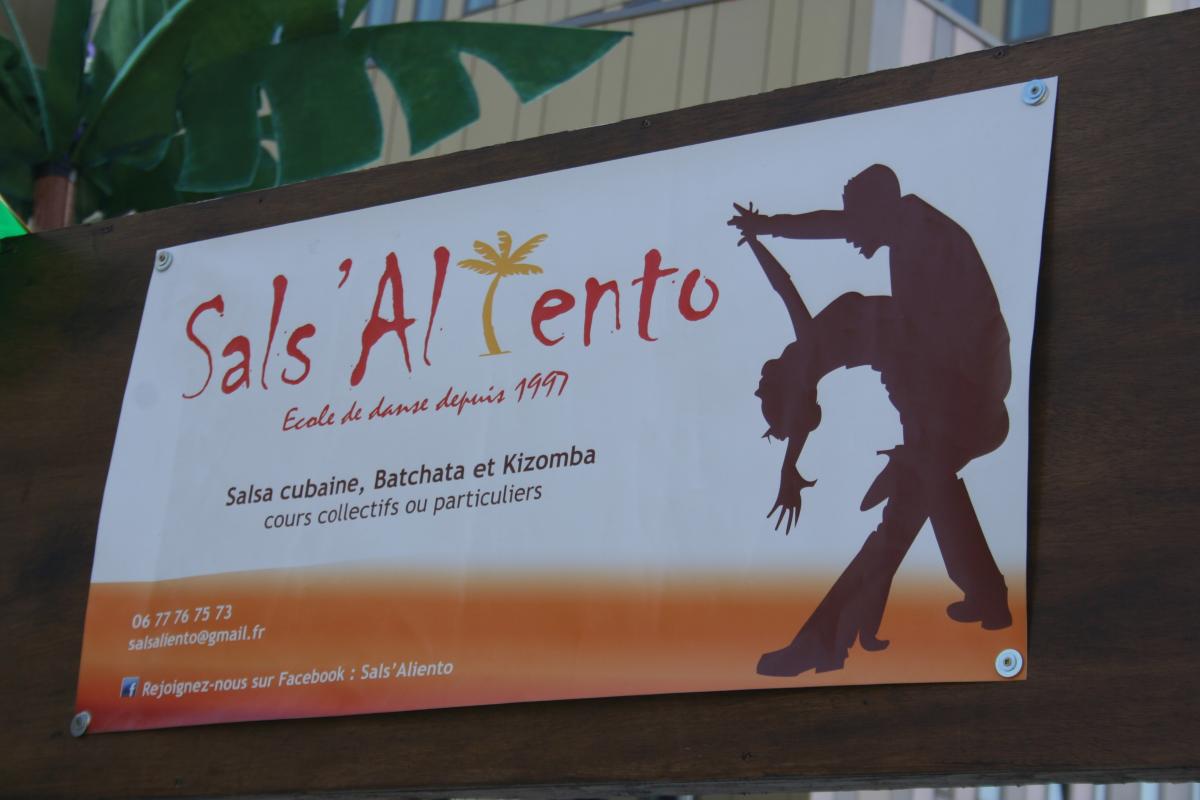 Sals'Aliento
Ecole de danse depuis 1997
Salsa cubaine, Batchata et Kizomba
cours collectifs ou particuliers
06 77 76 75 73
salsaliento@gmail.fr
f Rejoignez-nous sur Facebook : Sals'Aliento